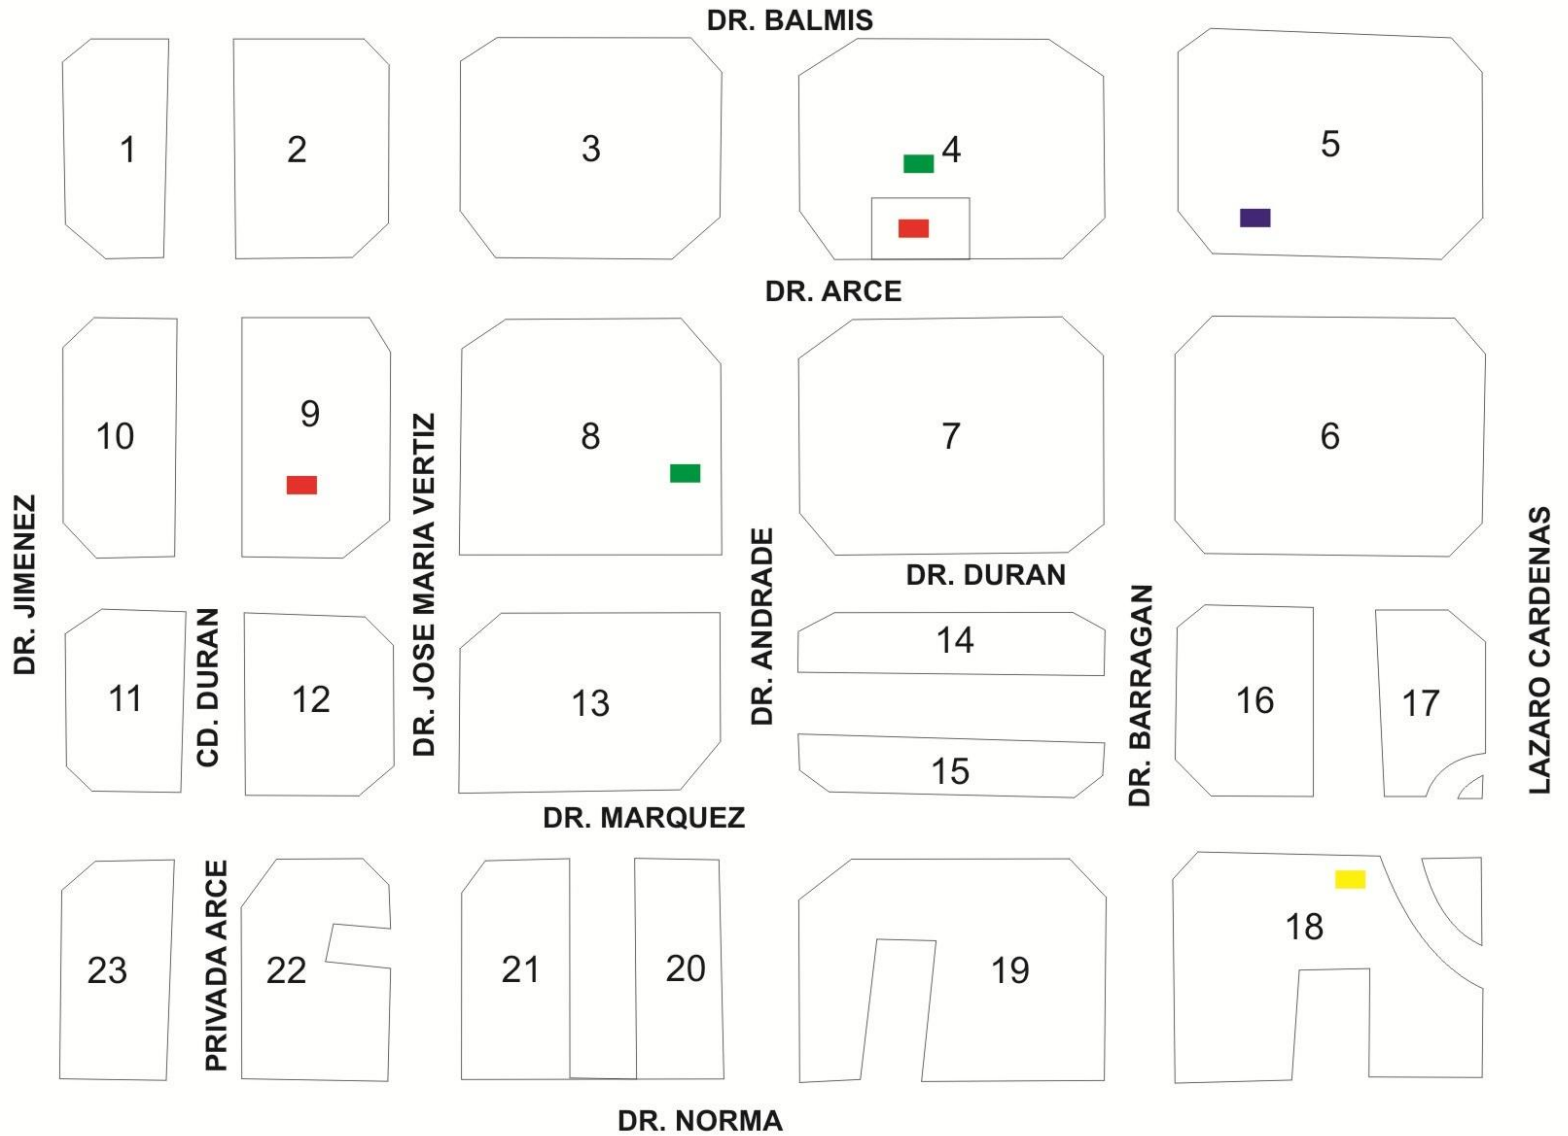 DR. BALMIS
1 2 3 4 5
DR. ARCE
10 9 8 7 6
DR. JIMENEZ
CD. DURAN
DR. JOSE MARIA VERTIZ
DR. ANDRADE
DR. DURAN
DR. BARRAGAN
LAZARO CARDENAS
14
11 12 13 16 17
15
DR. MARQUEZ
PRIVADA ARCE
18
23 22 21 20 19
DR. NORMA